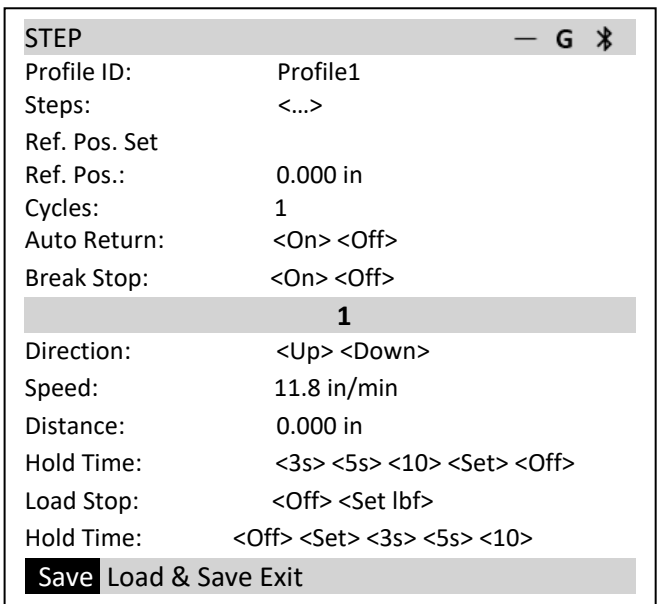 STEP — G
Profile ID: Profile1
Steps: <...>
Ref. Pos. Set
Ref. Pos.: 0.000 in
Cycles: 1
Auto Return: <On> <Off>
Break Stop: <On> <Off>
1
Direction: <Up> <Down>
Speed: 11.8 in/min
Distance: 0.000 in
Hold Time: <3s> <5s> <10> <Set> <Off>
Load Stop: <Off> <Set lbf>
Hold Time: <Off> <Set> <3s> <5s> <10>
Save Load & Save Exit